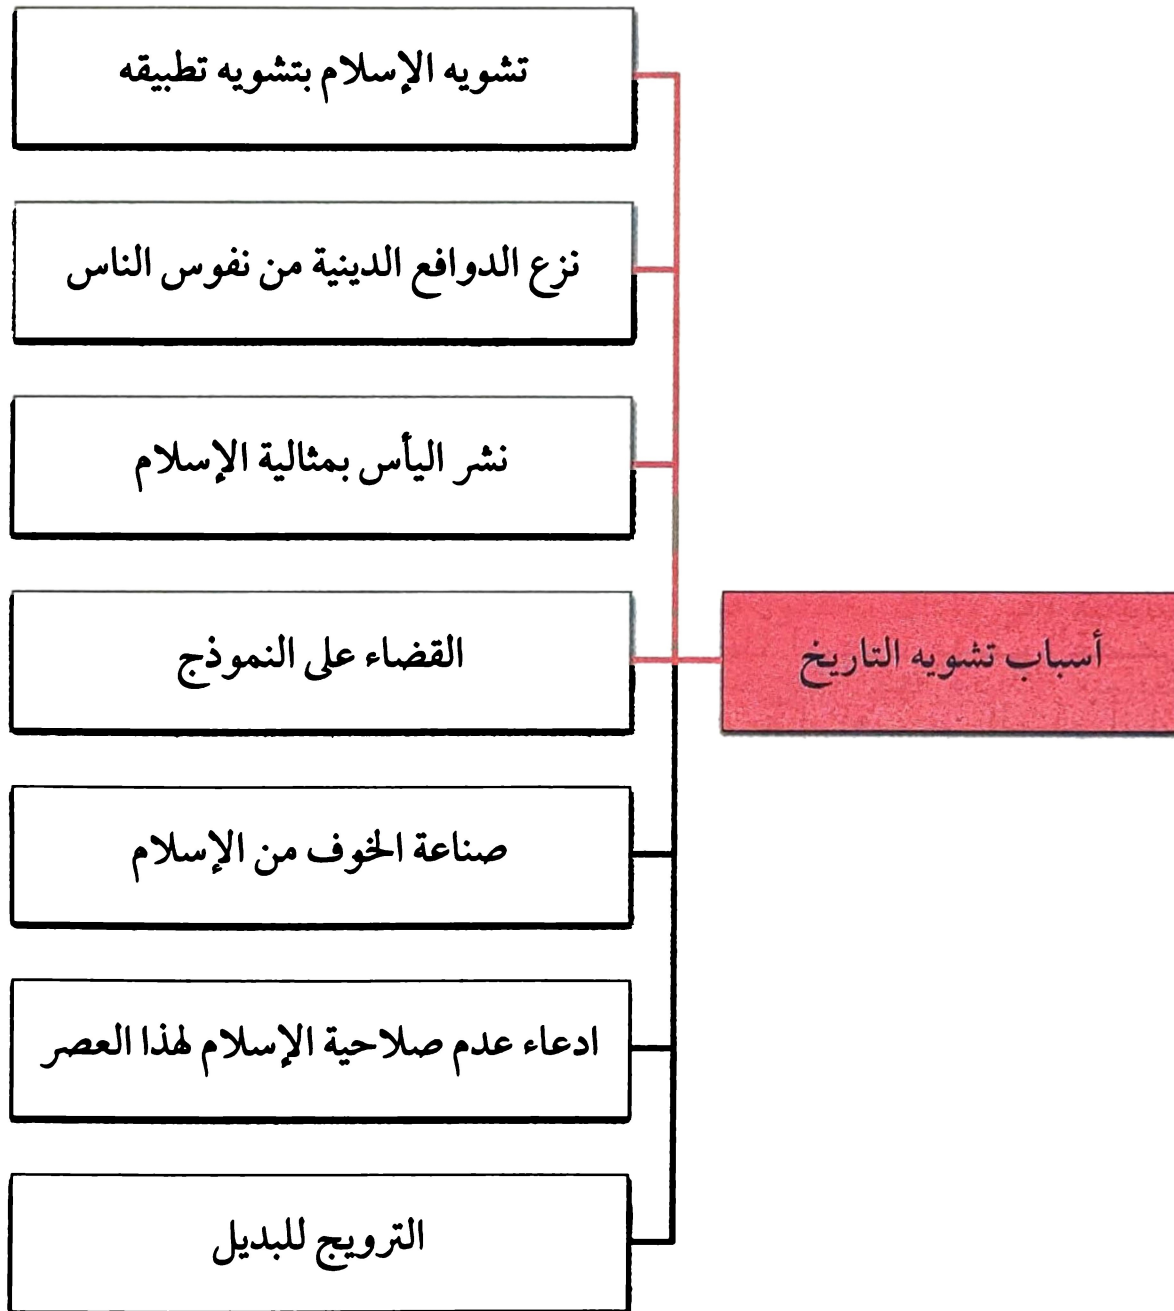 أسباب تشويه التاريخ
تشويه الإسلام بتشويه تطبيقه
نزع الدوافع الدينية من نفوس الناس
نشر اليأس بمثالية الإسلام
القضاء على النموذج
صناعة الخوف من الإسلام
ادعاء عدم صلاحية الإسلام لهذا العصر
الترويج للبديل